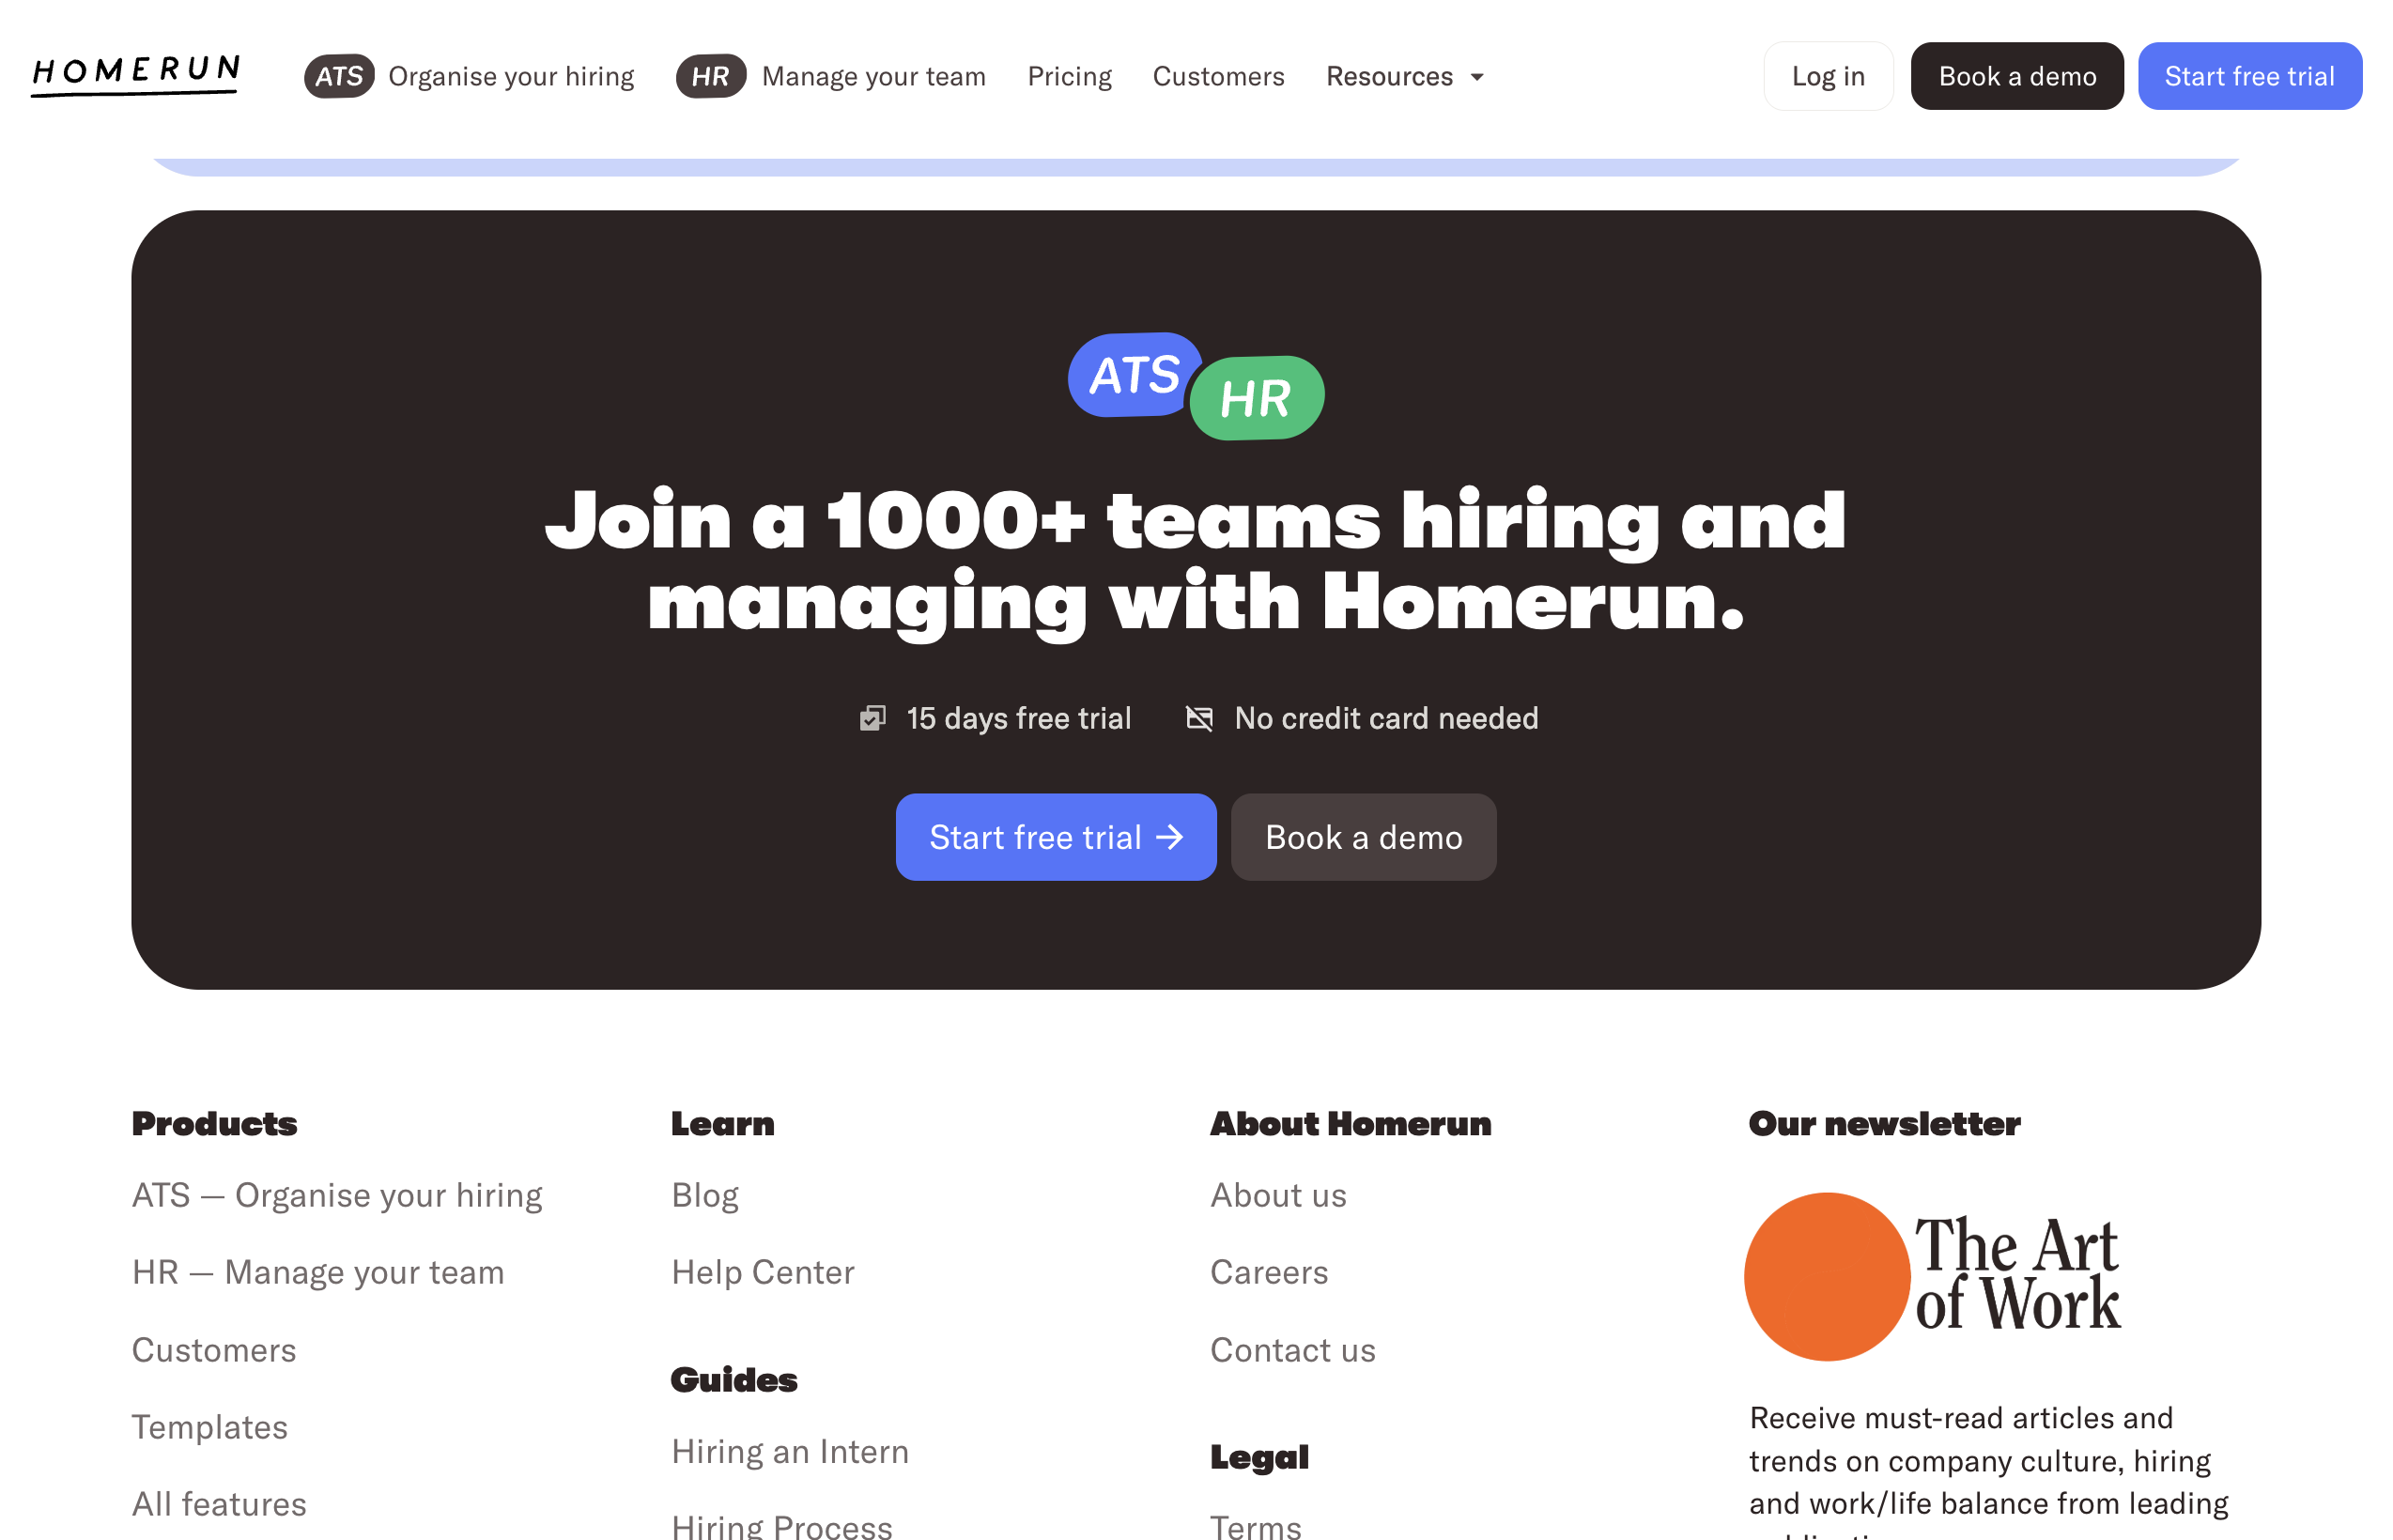 HOMERUN
ATS Organise your hiring HR Manage your team Pricing Customers Resources Log in Book a demo Start free trial
ATS HR
Join a 1000+ teams hiring and
managing with Homerun.
15 days free trial No credit card needed
Start free trial → Book a demo
Products
ATS — Organise your hiring
HR — Manage your team
Customers
Templates
All features
Learn
Blog
Help Center
Guides
Hiring an Intern
Hiring Process
About Homerun
About us
Careers
Contact us
Legal
Terms
Our newsletter
The Art
of Work
Receive must-read articles and
trends on company culture, hiring
and work/life balance from leading